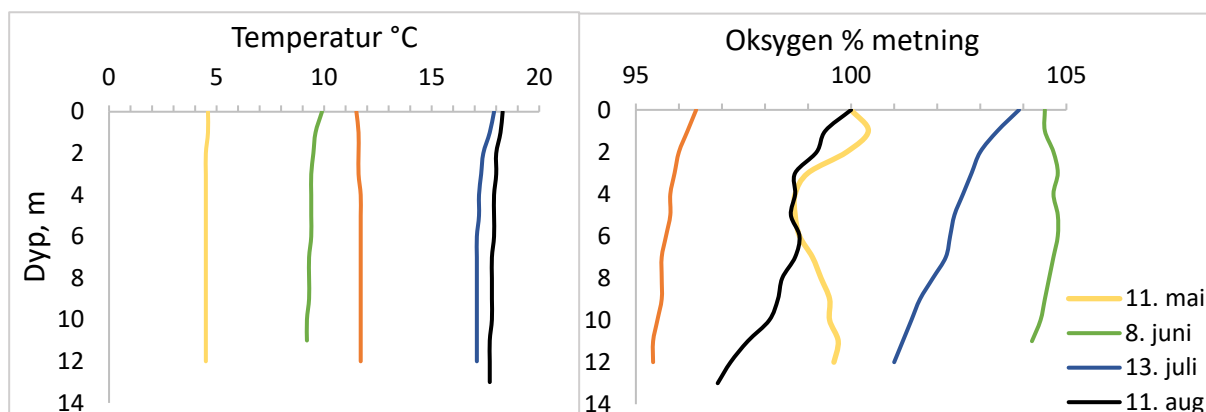 Temperatur °C
0 5 10 15 20
0
2
4
6
8
10
12
14
Dyp, m
Oksygen % metning
95 100 105
0
2
4
6
8
10
12
14
11. mai
8. juni
13. juli
11. aug